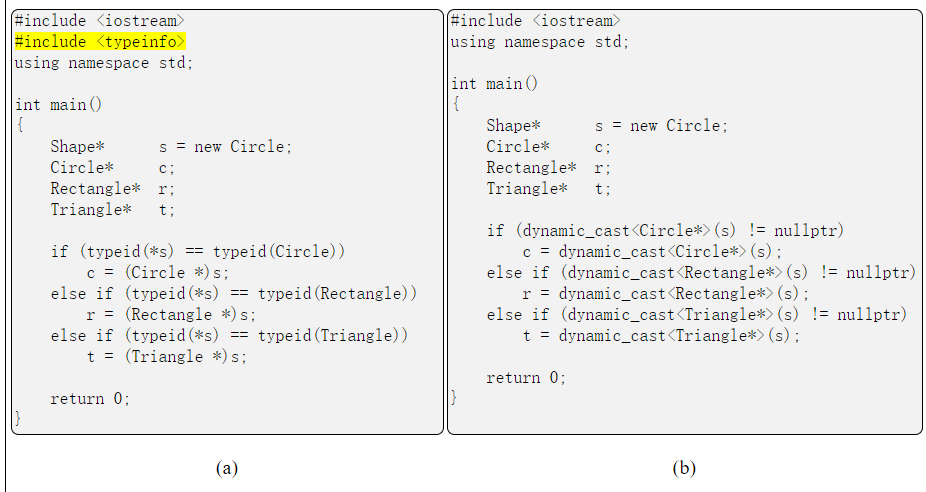 #include <iostream>
#include <typeinfo>
using namespace std;
int main()
{
Shape* s = new Circle;
Circle* c;
Rectangle* r;
Triangle* t;
if (typeid(*s) == typeid(Circle))
c = (Circle *)s;
else if (typeid(*s) == typeid(Rectangle))
r = (Rectangle *)s;
else if (typeid(*s) == typeid(Triangle))
t = (Triangle *)s;
return 0;
}
(a)
#include <iostream>
using namespace std;
int main()
{
Shape* s = new Circle;
Circle* c;
Rectangle* r;
Triangle* t;
if (dynamic_cast<Circle*>(s) != nullptr)
c = dynamic_cast<Circle*>(s);
else if (dynamic_cast<Rectangle*>(s) != nullptr)
r = dynamic_cast<Rectangle*>(s);
else if (dynamic_cast<Triangle*>(s) != nullptr)
t = dynamic_cast<Triangle*>(s);
return 0;
}
(b)